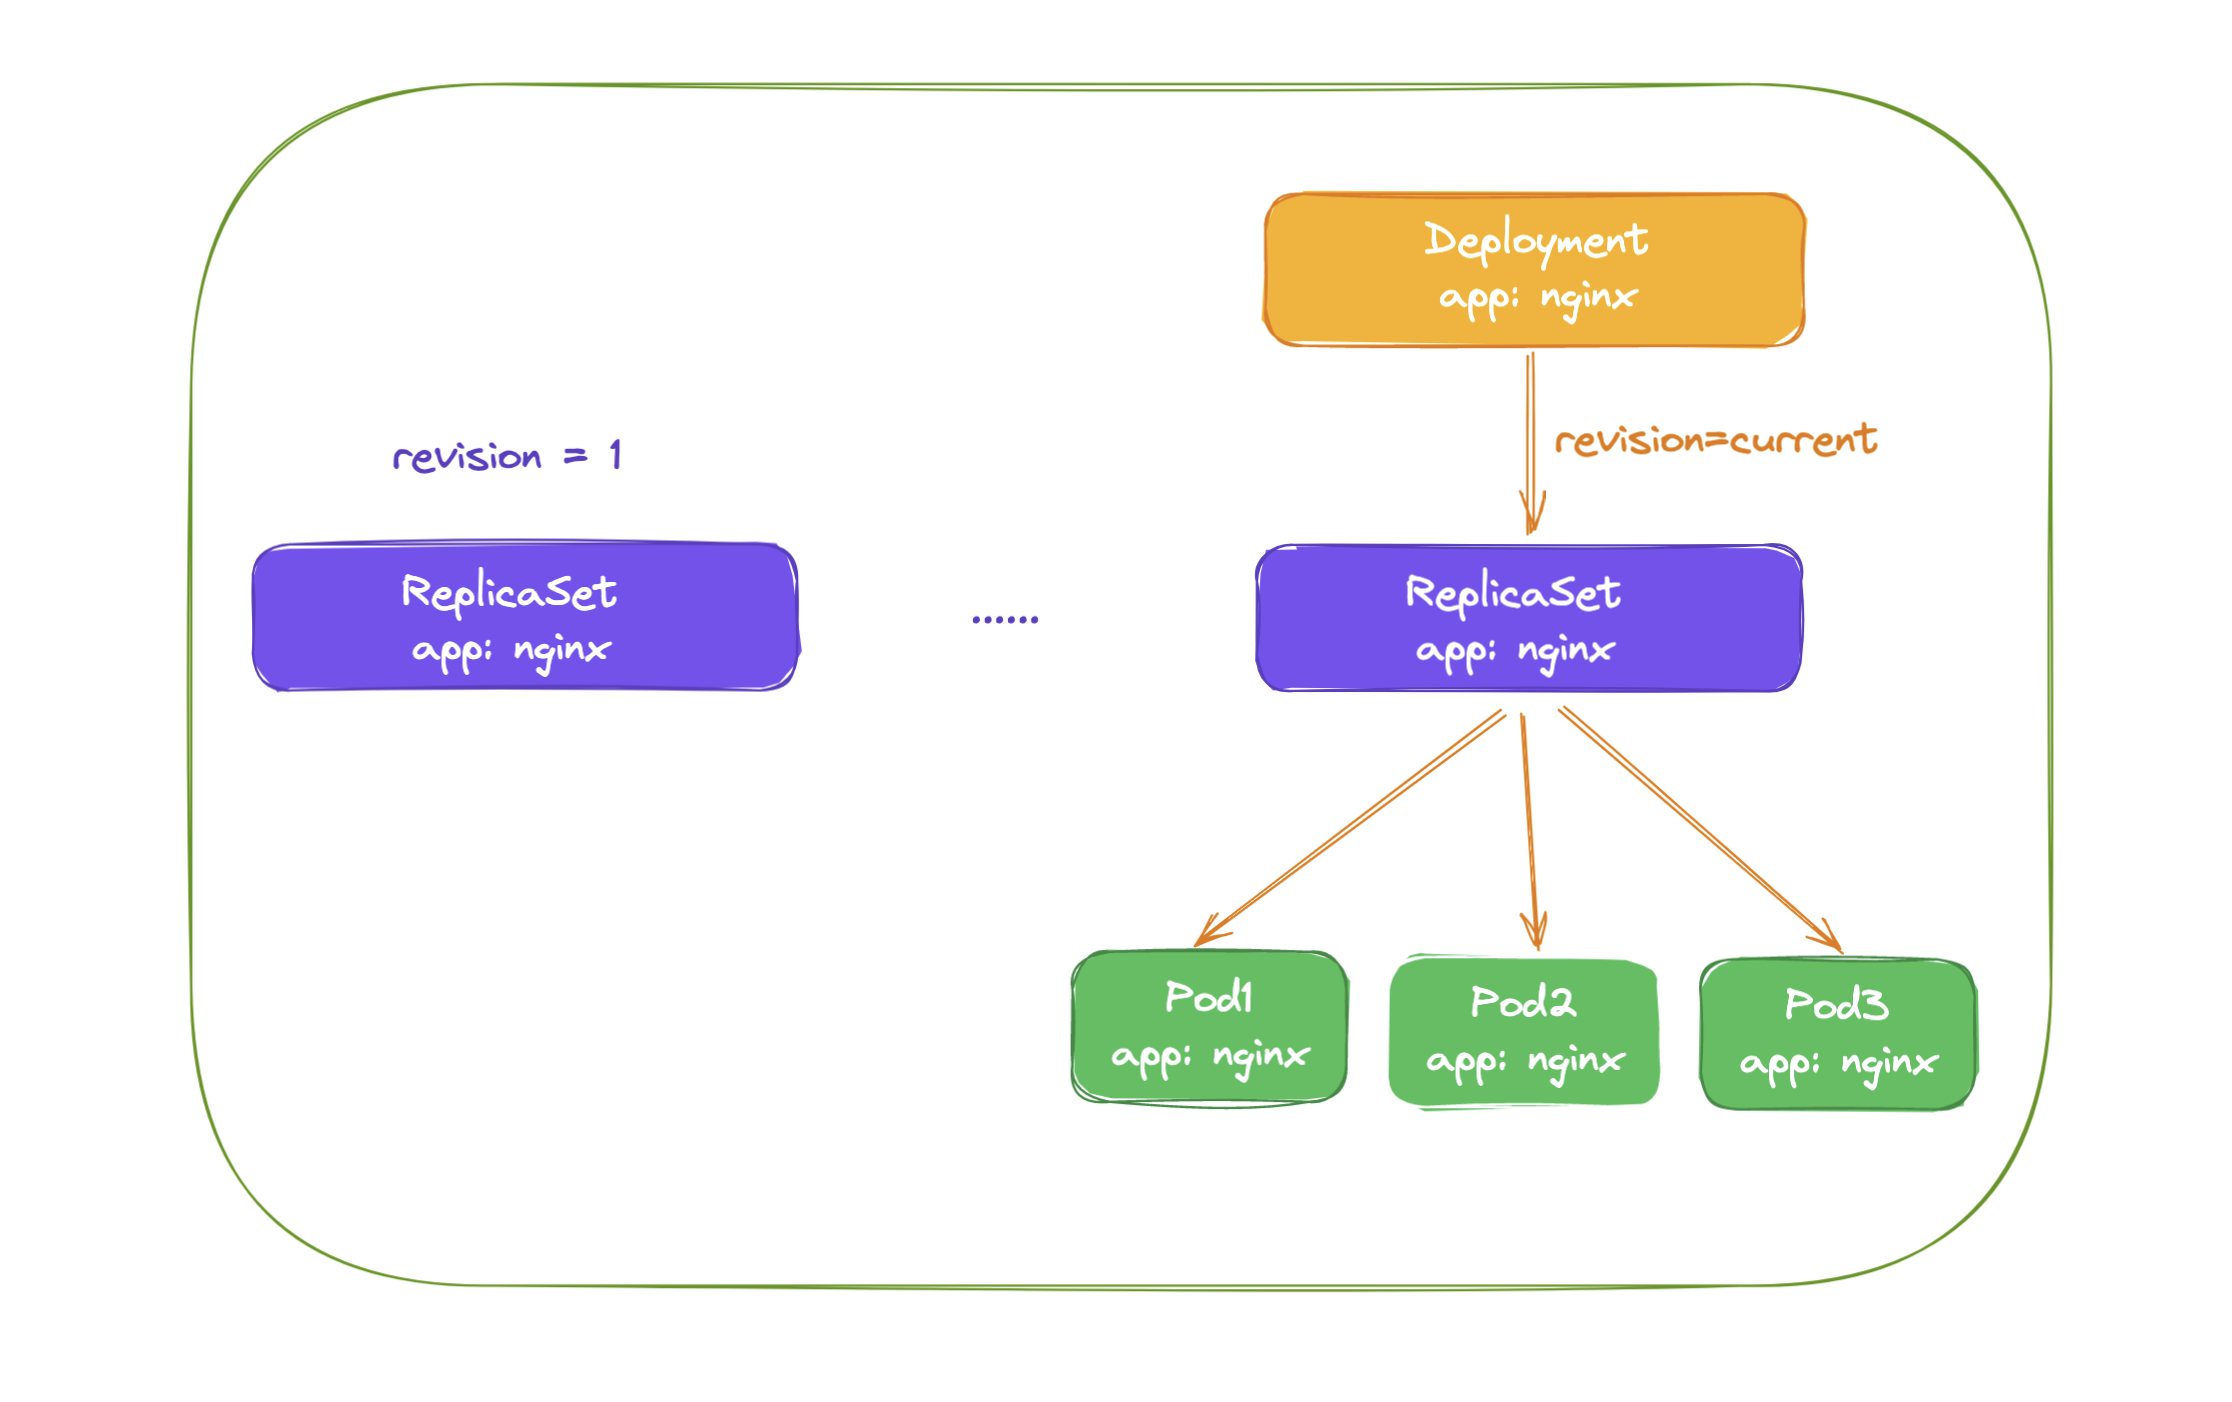 Deployment
app: nginx
revision=current
revision = 1
ReplicaSet
app: nginx
......
ReplicaSet
app: nginx
Pod1
app: nginx
Pod2
app: nginx
Pod3
app: nginx